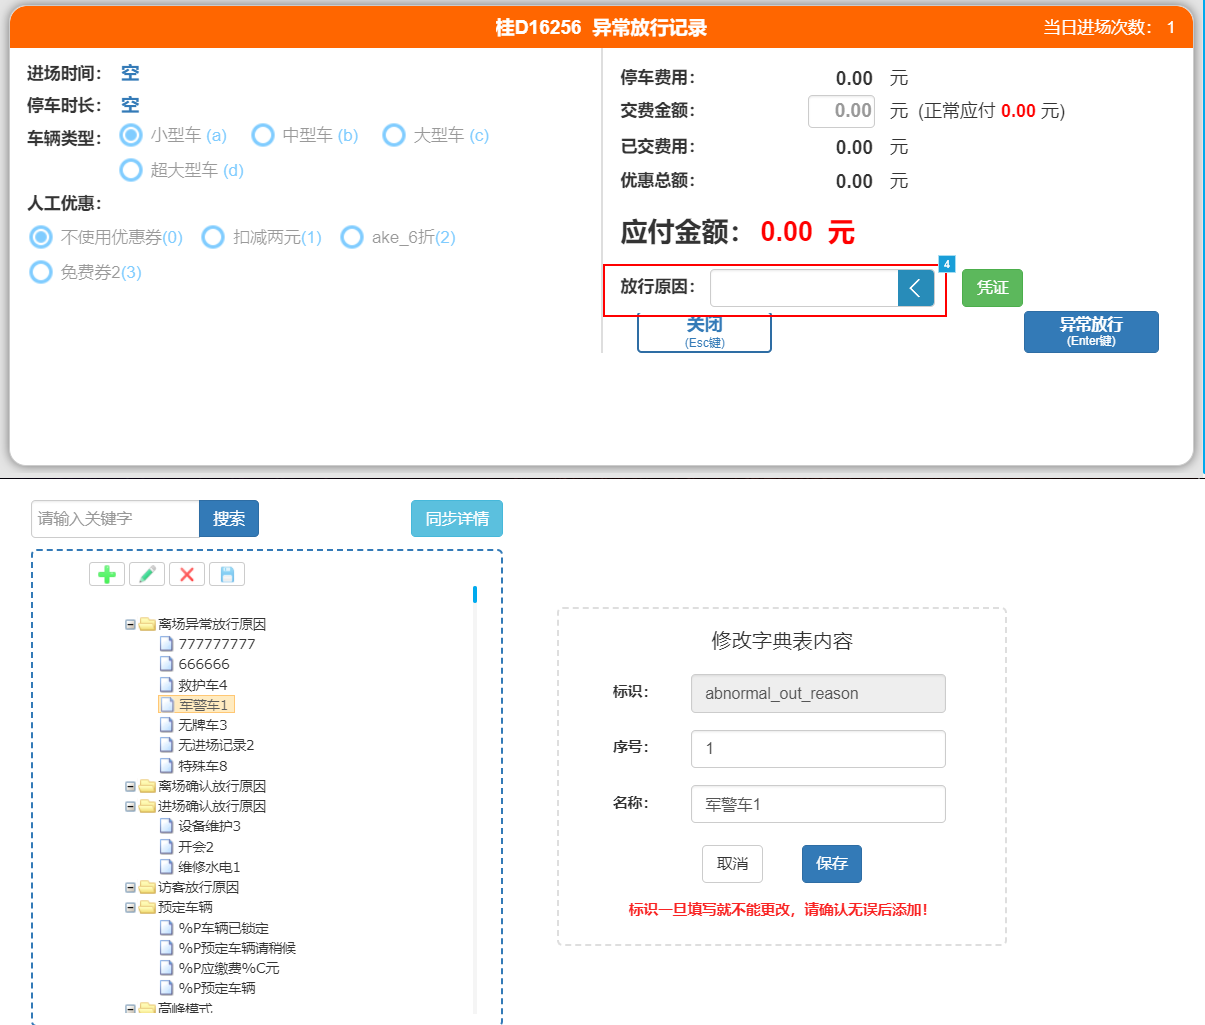 桂D16256 异常放行记录
当日进场次数： 1
进场时间： 空
停车时长： 空
车辆类型： 小型车 (a) 中型车 (b) 大型车 (c)
超大型车 (d)
人工优惠：
不使用优惠券(0) 扣减两元(1) ake_6折(2)
免费券2(3)
停车费用： 0.00 元
交费金额： 0.00 元 (正常应付 0.00 元)
已交费用： 0.00 元
优惠总额： 0.00 元
应付金额： 0.00 元
4
放行原因： 凭证
关闭
(Esc键)
异常放行
(Enter键)
请输入关键字 搜索 同步详情
离场异常放行原因
777777777
666666
救护车4
军警车1
无牌车3
无进场记录2
特殊车8
离场确认放行原因
进场确认放行原因
设备维护3
开会2
维修水电1
访客放行原因
预定车辆
%P车辆已锁定
%P预定车辆请稍候
%P应缴费%C元
%P预定车辆
高峰模式
修改字典表内容
标识： abnormal_out_reason
序号： 1
名称： 军警车1
取消 保存
标识一旦填写就不能更改，请确认无误后添加！